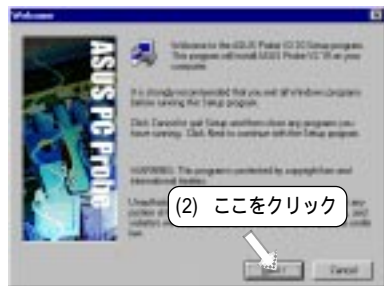 Welcome
ASUS PC Probe
Welcome to the ASUS Probe V2.20 Setup program.
This program will install ASUS Probe V2.
on your
computer.
It is strongly recommended that you exit all Windows programs
before running this Setup program.
Click Cancel to quit Setup and then close any programs you
have running. Click Next to continue with the Setup program.
WARNING: This program is protected by copyright law and
international treaties.
(2) ここをクリック
Cancel